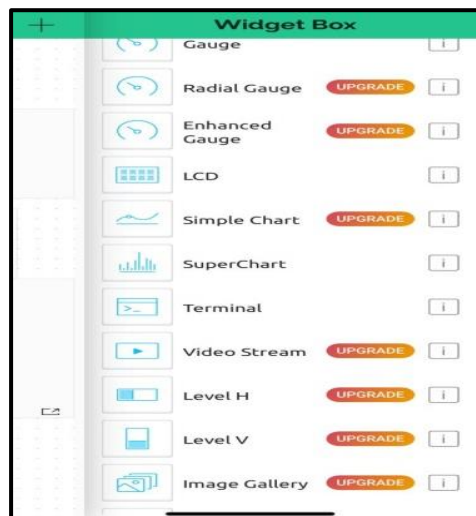 Widget Box
Gauge
i
Radial Gauge UPGRADE i
Enhanced
Gauge UPGRADE i
LCD i
Simple Chart UPGRADE i
SuperChart i
>_ Terminal i
Video Stream UPGRADE i
Level H UPGRADE i
Level V UPGRADE i
Image Gallery UPGRADE i